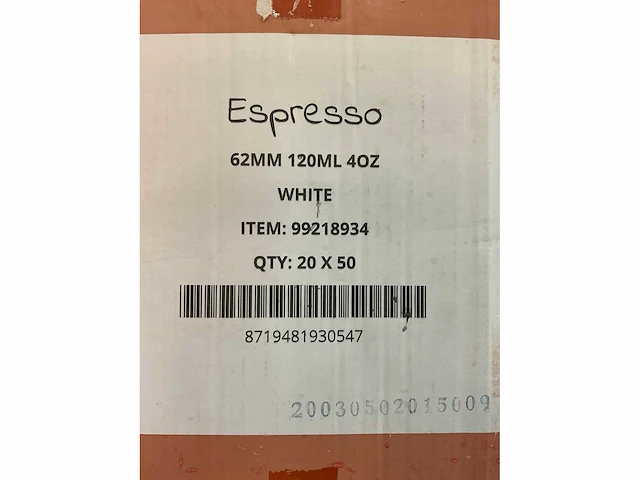 Espresso
62MM 120ML 4OZ
WHITE
ITEM: 99218934
QTY: 20 X 50
8719481930547
20030502015009